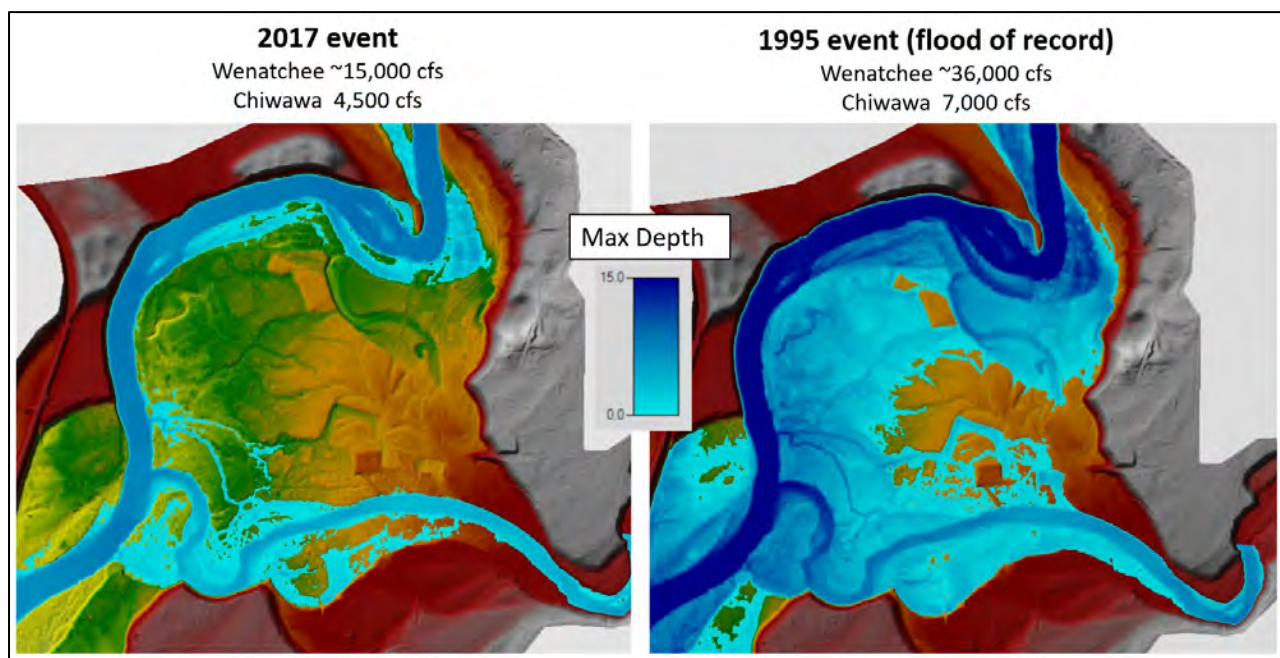 2017 event
Wenatchee ~15,000 cfs
Chiwawa 4,500 cfs
1995 event (flood of record)
Wenatchee ~36,000 cfs
Chiwawa 7,000 cfs
Max Depth
15.0
0.0